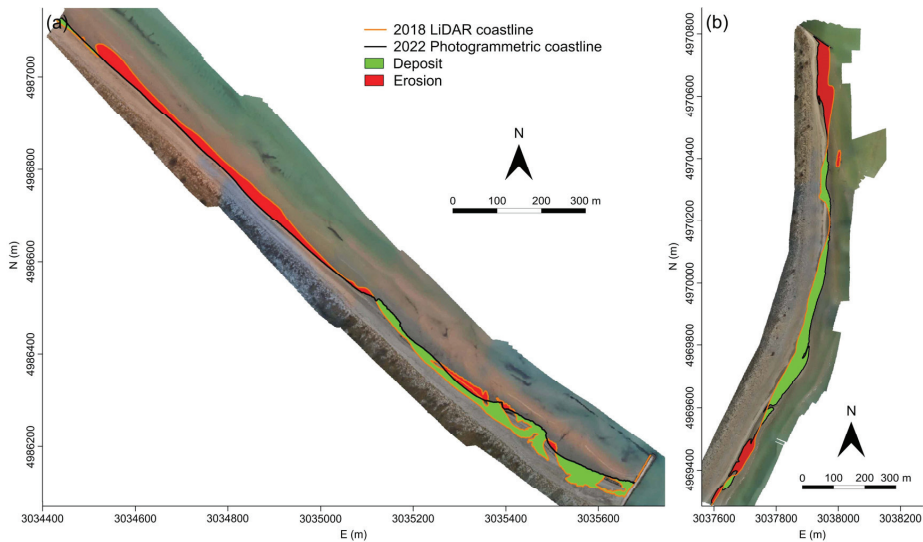 (a)
2018 LiDAR coastline
2022 Photogrammetric coastline
Deposit
Erosion
N
0 100 200 300 m
4987000
4986800
4986600
4986400
4986200
N (m)
3034400 3034600 3034800 3035000 3035200 3035400 3035600
E (m)
(b)
4970800
4970600
4970400
4970200
4970000
4969800
4969600
4969400
N (m)
N
0 100 200 300 m
3037600 3037800 3038000 3038200
E (m)